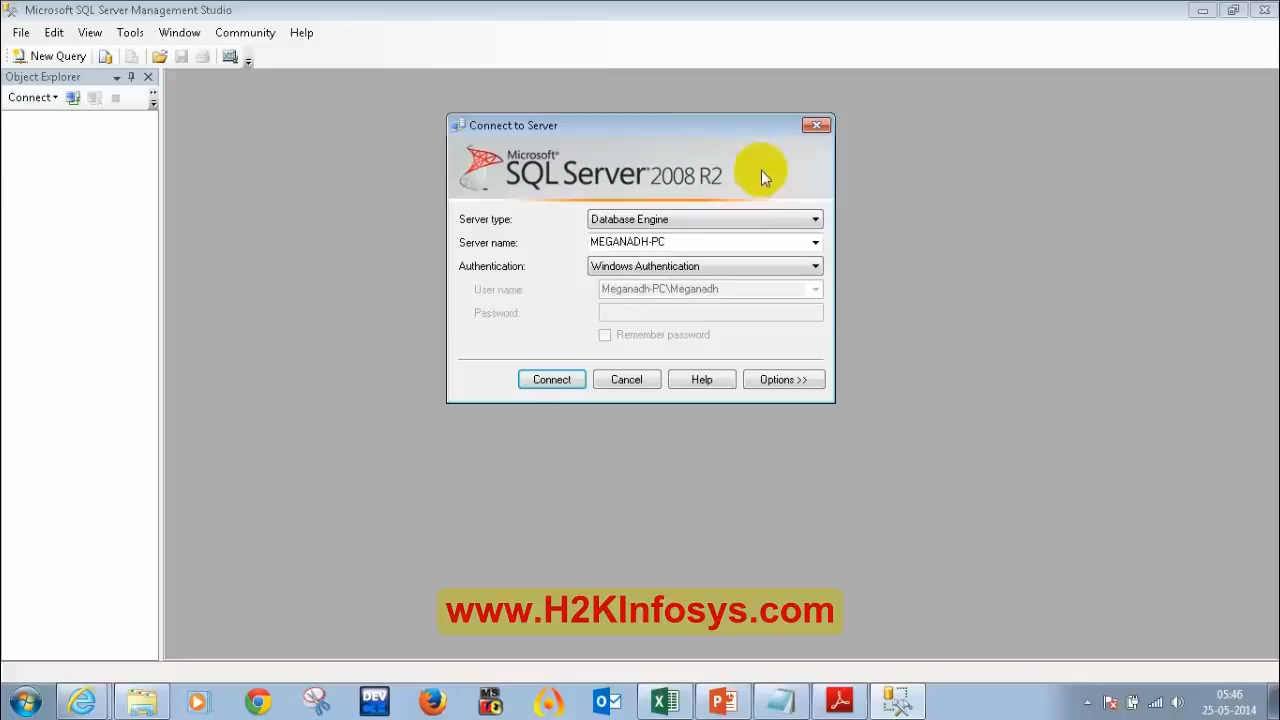 Microsoft SQL Server Management Studio
File Edit View Tools Window Community Help
New Query
Object Explorer
Connect
Connect to Server
Microsoft®
SQL Server 2008 R2
Server type: Database Engine
Server name: MEGANADH-PC
Authentication: Windows Authentication
User name: Meganadh-PC\Meganadh
Password:
Remember password
Connect Cancel Help Options >>
www.H2KInfosys.com
DEV
MS
05:46
25-05-2014